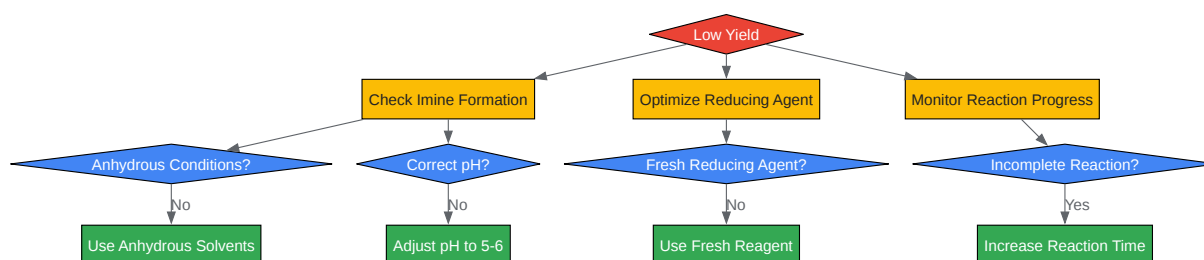 Low Yield
Check Imine Formation
Optimize Reducing Agent
Monitor Reaction Progress
Anhydrous Conditions?
Correct pH?
Fresh Reducing Agent?
Incomplete Reaction?
No
No
No
Yes
Use Anhydrous Solvents
Adjust pH to 5-6
Use Fresh Reagent
Increase Reaction Time